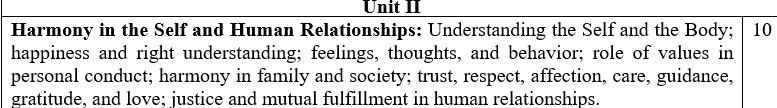 Unit II
Harmony in the Self and Human Relationships: Understanding the Self and the Body; 10
happiness and right understanding; feelings, thoughts, and behavior; role of values in
personal conduct; harmony in family and society; trust, respect, affection, care, guidance,
gratitude, and love; justice and mutual fulfillment in human relationships.